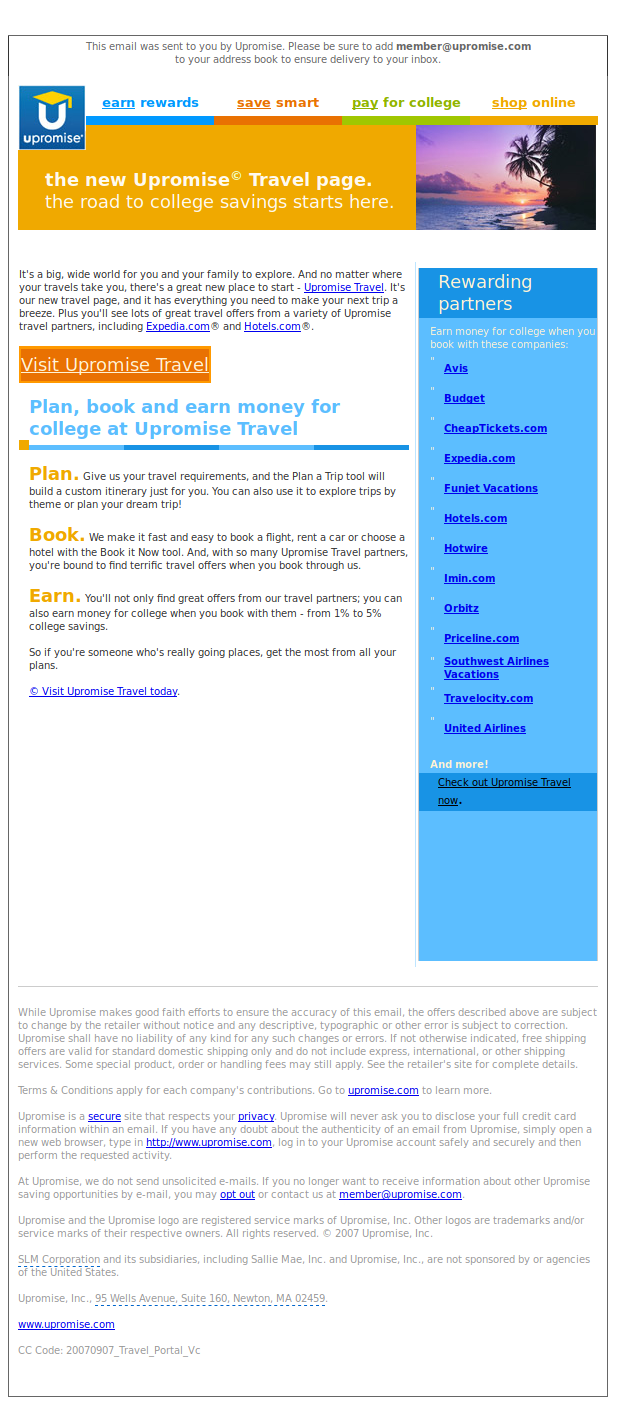 This email was sent to you by Upromise. Please be sure to add member@upromise.com
to your address book to ensure delivery to your inbox.
upromise®
earn rewards
save smart
pay for college
shop online
the new Upromise© Travel page.
the road to college savings starts here.
It's a big, wide world for you and your family to explore. And no matter where
your travels take you, there's a great new place to start - Upromise Travel. It's
our new travel page, and it has everything you need to make your next trip a
breeze. Plus you'll see lots of great travel offers from a variety of Upromise
travel partners, including Expedia.com® and Hotels.com®.
Visit Upromise Travel
Plan, book and earn money for
college at Upromise Travel
Plan. Give us your travel requirements, and the Plan a Trip tool will
build a custom itinerary just for you. You can also use it to explore trips by
theme or plan your dream trip!
Book. We make it fast and easy to book a flight, rent a car or choose a
hotel with the Book it Now tool. And, with so many Upromise Travel partners,
you're bound to find terrific travel offers when you book through us.
Earn. You'll not only find great offers from our travel partners; you can
also earn money for college when you book with them - from 1% to 5%
college savings.
So if you're someone who's really going places, get the most from all your
plans.
© Visit Upromise Travel today.
Rewarding
partners
Earn money for college when you
book with these companies:
" Avis
" Budget
" CheapTickets.com
" Expedia.com
" Funjet Vacations
" Hotels.com
" Hotwire
" Imin.com
" Orbitz
" Priceline.com
" Southwest Airlines
Vacations
" Travelocity.com
" United Airlines
And more!
Check out Upromise Travel
now.
While Upromise makes good faith efforts to ensure the accuracy of this email, the offers described above are subject
to change by the retailer without notice and any descriptive, typographic or other error is subject to correction.
Upromise shall have no liability of any kind for any such changes or errors. If not otherwise indicated, free shipping
offers are valid for standard domestic shipping only and do not include express, international, or other shipping
services. Some special product, order or handling fees may still apply. See the retailer's site for complete details.
Terms & Conditions apply for each company's contributions. Go to upromise.com to learn more.
Upromise is a secure site that respects your privacy. Upromise will never ask you to disclose your full credit card
information within an email. If you have any doubt about the authenticity of an email from Upromise, simply open a
new web browser, type in http://www.upromise.com, log in to your Upromise account safely and securely and then
perform the requested activity.
At Upromise, we do not send unsolicited e-mails. If you no longer want to receive information about other Upromise
saving opportunities by e-mail, you may opt out or contact us at member@upromise.com.
Upromise and the Upromise logo are registered service marks of Upromise, Inc. Other logos are trademarks and/or
service marks of their respective owners. All rights reserved. © 2007 Upromise, Inc.
SLM Corporation and its subsidiaries, including Sallie Mae, Inc. and Upromise, Inc., are not sponsored by or agencies
of the United States.
Upromise, Inc., 95 Wells Avenue, Suite 160, Newton, MA 02459.
www.upromise.com
CC Code: 20070907_Travel_Portal_Vc